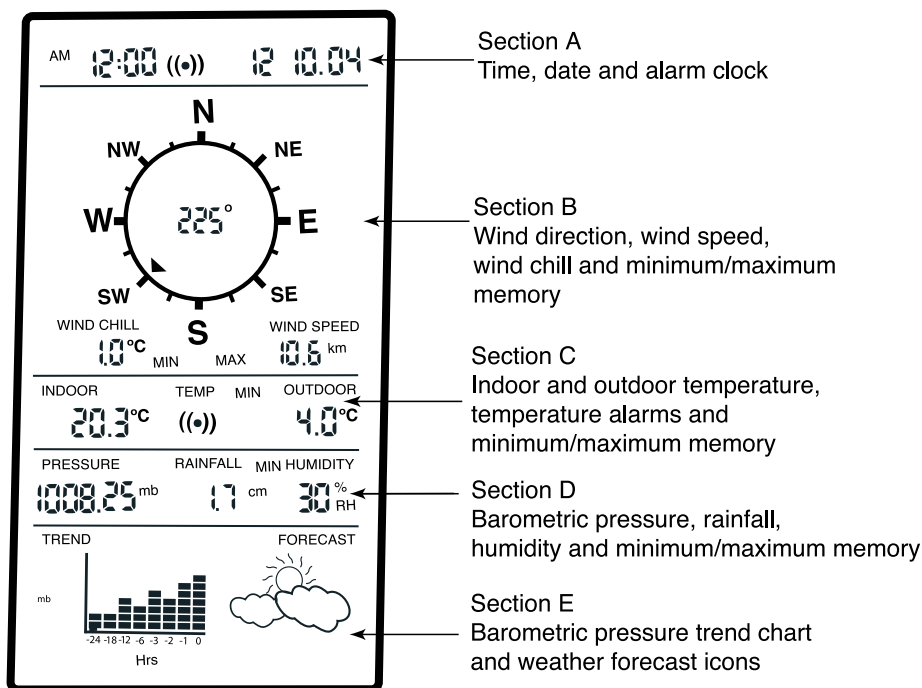 AM 12:00 ((•)) 12 10.04
N
NW NE
225°
W E
SW SE
S
WIND CHILL WIND SPEED
1.0°C MIN MAX 10.6 km
INDOOR TEMP MIN OUTDOOR
20.3°C ((•)) 4.0°C
PRESSURE RAINFALL MIN HUMIDITY
1008.25 mb 1.7 cm 30 % RH
TREND FORECAST
mb
-24 -18 -12 -6 -3 -2 -1 0
Hrs
Section A
Time, date and alarm clock
Section B
Wind direction, wind speed,
wind chill and minimum/maximum
memory
Section C
Indoor and outdoor temperature,
temperature alarms and
minimum/maximum memory
Section D
Barometric pressure, rainfall,
humidity and minimum/maximum memory
Section E
Barometric pressure trend chart
and weather forecast icons